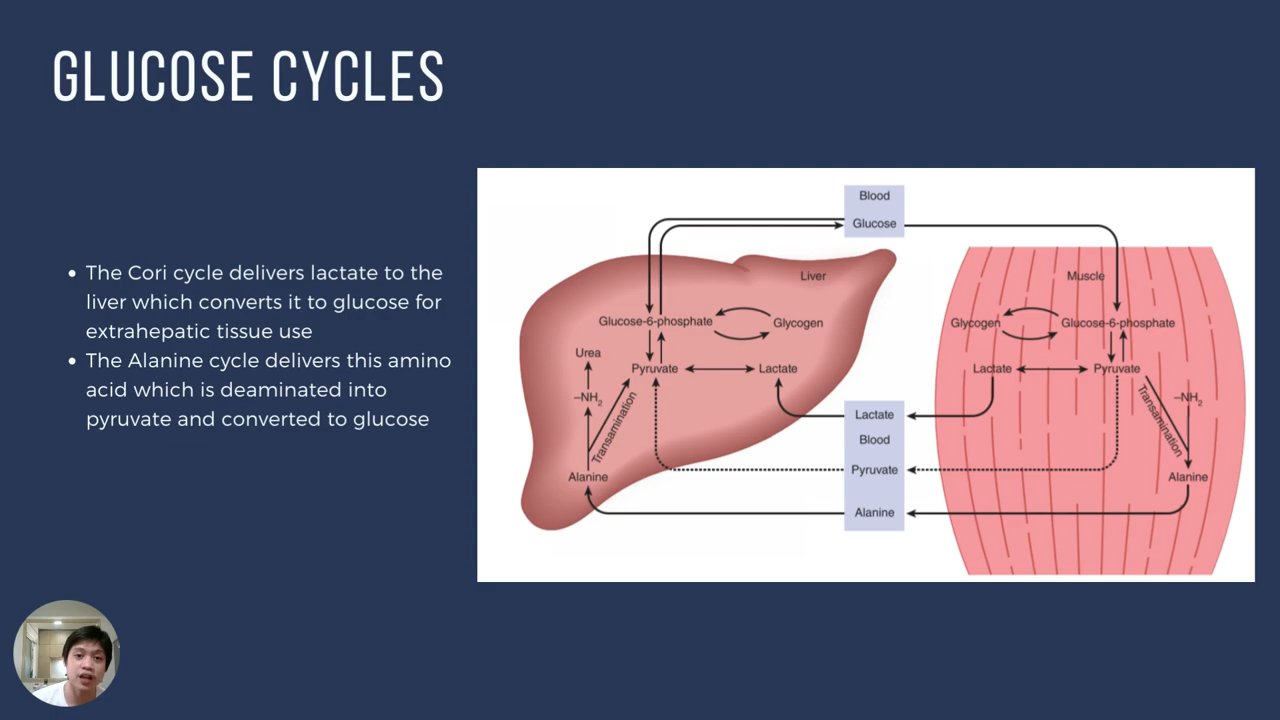 GLUCOSE CYCLES
The Cori cycle delivers lactate to the
liver which converts it to glucose for
extrahepatic tissue use
The Alanine cycle delivers this amino
acid which is deaminated into
pyruvate and converted to glucose
Blood
Glucose
Liver
Muscle
Glucose-6-phosphate
Glycogen
Glycogen
Glucose-6-phosphate
Urea
Pyruvate
Lactate
Lactate
Pyruvate
–NH2
Transamination
Transamination
–NH2
Lactate
Blood
Pyruvate
Alanine
Alanine
Alanine